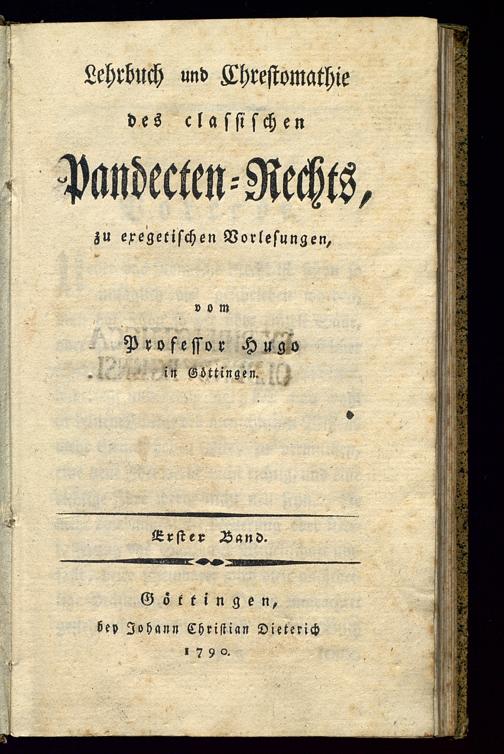 Lehrbuch und Chrestomathie
des classischen
Pandecten-Rechts,
zu exegetischen Vorlesungen,
vom
Professor Hugo
in Göttingen.
Erster Band.
Göttingen,
bey Johann Christian Dieterich
1790.